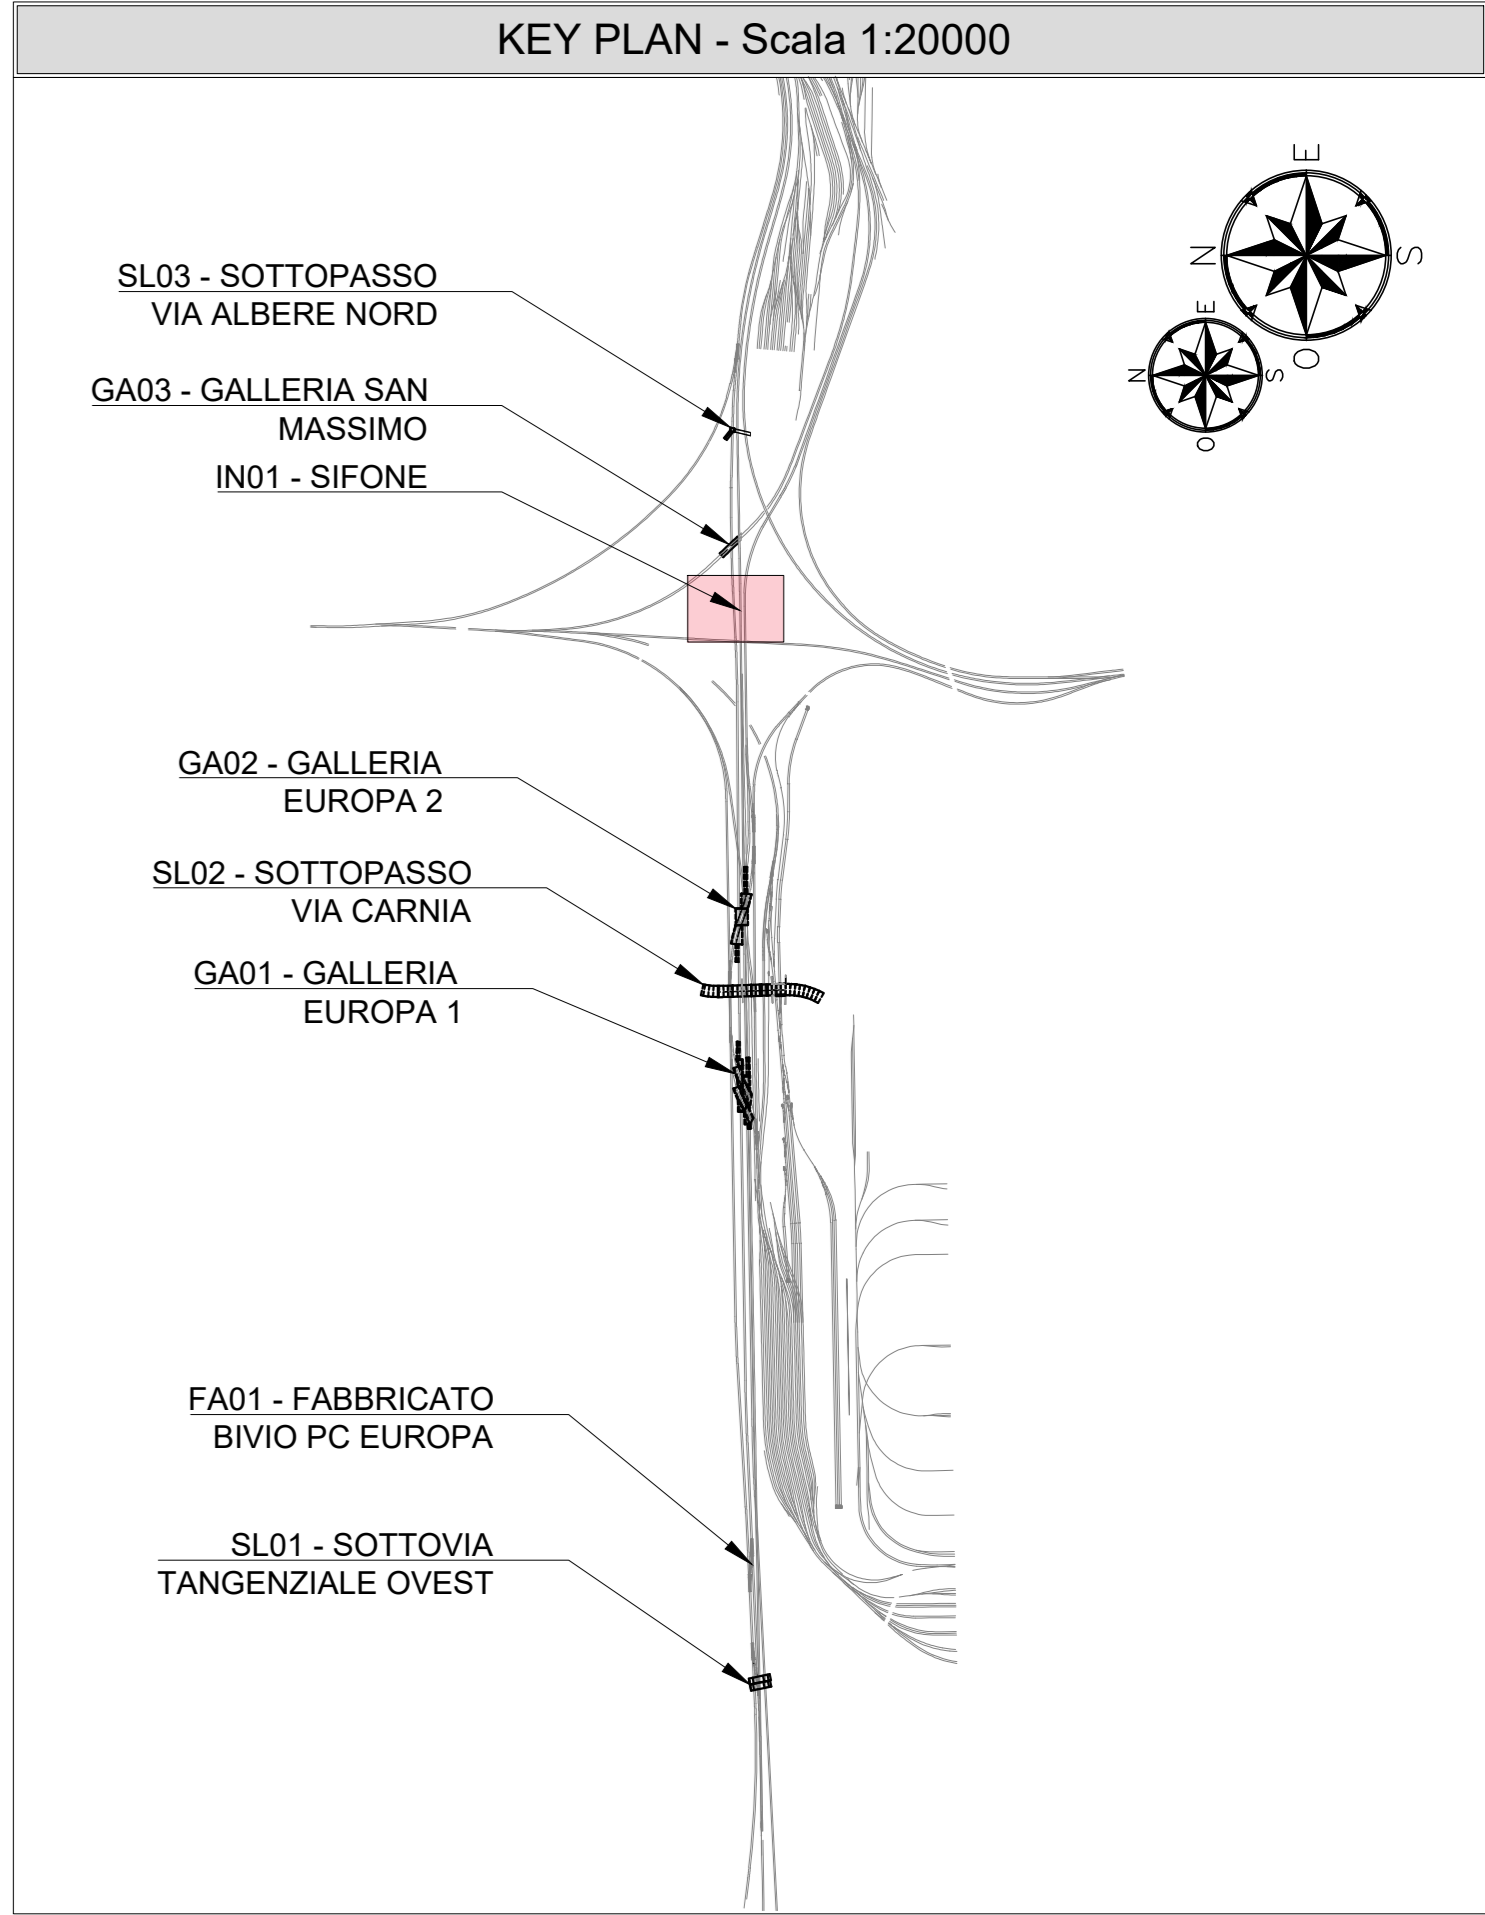 KEY PLAN - Scala 1:20000
E
N
S
O
E
N
S
O
SL03 - SOTTOPASSO
VIA ALBERE NORD
GA03 - GALLERIA SAN
MASSIMO
IN01 - SIFONE
GA02 - GALLERIA
EUROPA 2
SL02 - SOTTOPASSO
VIA CARNIA
GA01 - GALLERIA
EUROPA 1
FA01 - FABBRICATO
BIVIO PC EUROPA
SL01 - SOTTOVIA
TANGENZIALE OVEST